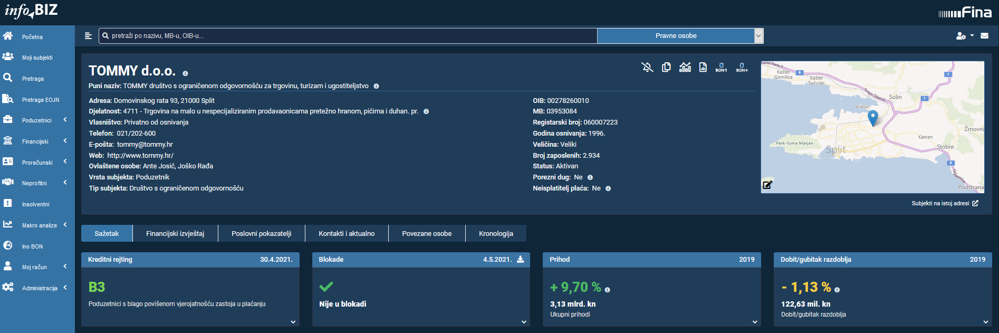 info BIZ
Fina
pretraži po nazivu, MB-u, OIB-u...
Pravne osobe
Početna
Moji subjekti
Pretraga
Pretraga EOJN
Poduzetnici
Financijski
Proračunski
Neprofitni
Insolventni
Makro analize
Ino BON
Moj račun
Administracija
TOMMY d.o.o.
BON1
BON+
Puni naziv: TOMMY društvo s ograničenom odgovornošću za trgovinu, turizam i ugostiteljstvo
Adresa: Domovinskog rata 93, 21000 Split
Djelatnost: 4711 - Trgovina na malo u nespecijaliziranim prodavaonicama pretežno hranom, pićima i duhan. pr.
Vlasništvo: Privatno od osnivanja
Telefon: 021/202-600
E-pošta: tommy@tommy.hr
Web: http://www.tommy.hr/
Ovlaštene osobe: Ante Josić, Joško Rađa
Vrsta subjekta: Poduzetnik
Tip subjekta: Društvo s ograničenom odgovornošću
OIB: 00278260010
MB: 03953084
Registarski broj: 060007223
Godina osnivanja: 1996.
Veličina: Veliki
Broj zaposlenih: 2.934
Status: Aktivan
Porezni dug: Ne
Neisplatitelj plaća: Ne
Kaštel
Gomilica
8
Kaštel
Sućurac
1
Solin
1
Vranjic
Žrnovni
Kamen
Park-šuma Marjan
Split
Stobreč
8
Podstrana
Subjekti na istoj adresi
Sažetak
Financijski izvještaj
Poslovni pokazatelji
Kontakti i aktualno
Povezane osobe
Kronologija
Kreditni rejting 30.4.2021.
B3
Poduzetnici s blago povišenom vjerojatnošću zastoja u plaćanju
Blokade 4.5.2021.
Nije u blokadi
Prihod 2019
+ 9,70 %
3,13 mlrd. kn
Ukupni prihodi
Dobit/gubitak razdoblja 2019
- 1,13 %
122,63 mil. kn
Dobit/gubitak razdoblja